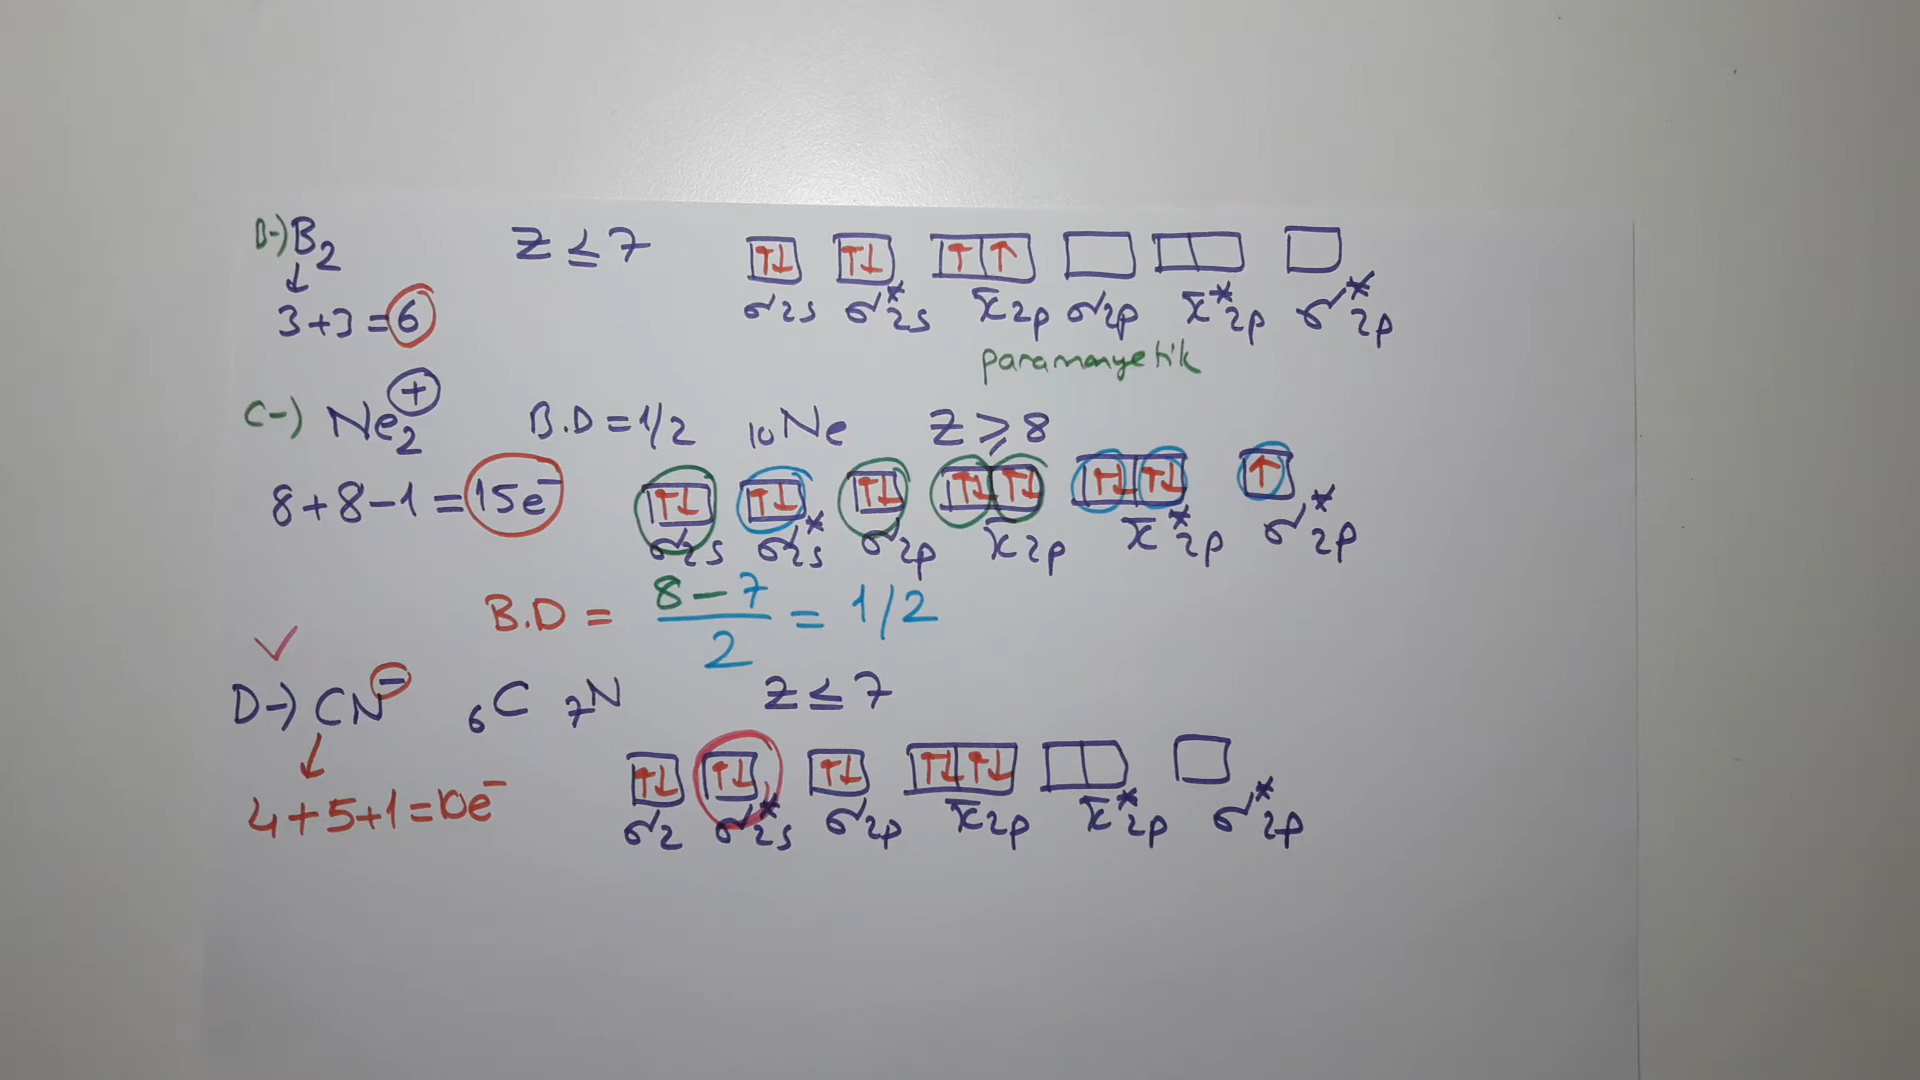 B-) B₂ Z ≤ 7 ↑↓ ↑↓ ↑ ↑
↓ σ2s σ*2s π2p σ2p π*2p σ*2p
3+3=6
paramanyetik
C-) Ne₂⁺ B.D = 1/2 ₁₀Ne Z ≥ 8
8+8-1=15e⁻ ↑↓ ↑↓ ↑↓ ↑↓ ↑↓ ↑↓ ↑↓ ↑
σ2s σ*2s σ2p π2p π*2p σ*2p
B.D = 8-7/2 = 1/2
✓
D-) CN⁻ ₆C ₇N Z ≤ 7
↓ ↑↓ ↑↓ ↑↓ ↑↓ ↑↓
4+5+1=10e⁻ σ2 σ*2s σ2p π2p π*2p σ*2p